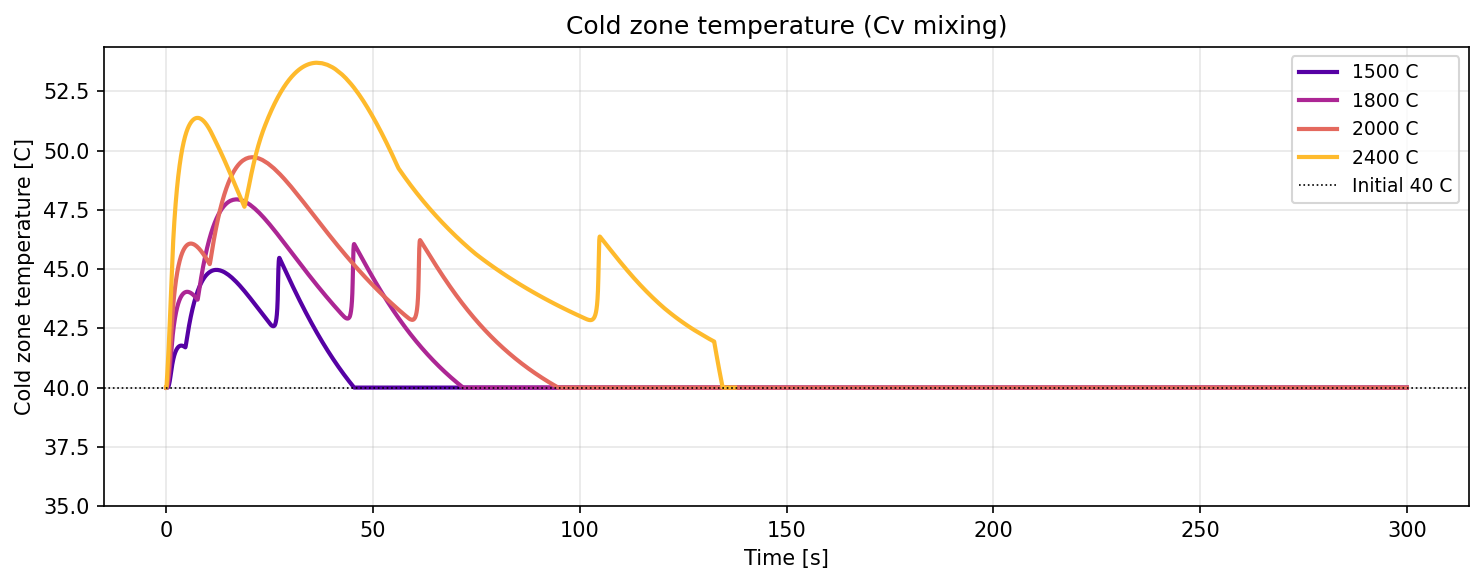 Cold zone temperature (Cv mixing)
Cold zone temperature [C]
52.5
50.0
47.5
45.0
42.5
40.0
37.5
35.0
1500 C
1800 C
2000 C
2400 C
Initial 40 C
0 50 100 150 200 250 300
Time [s]